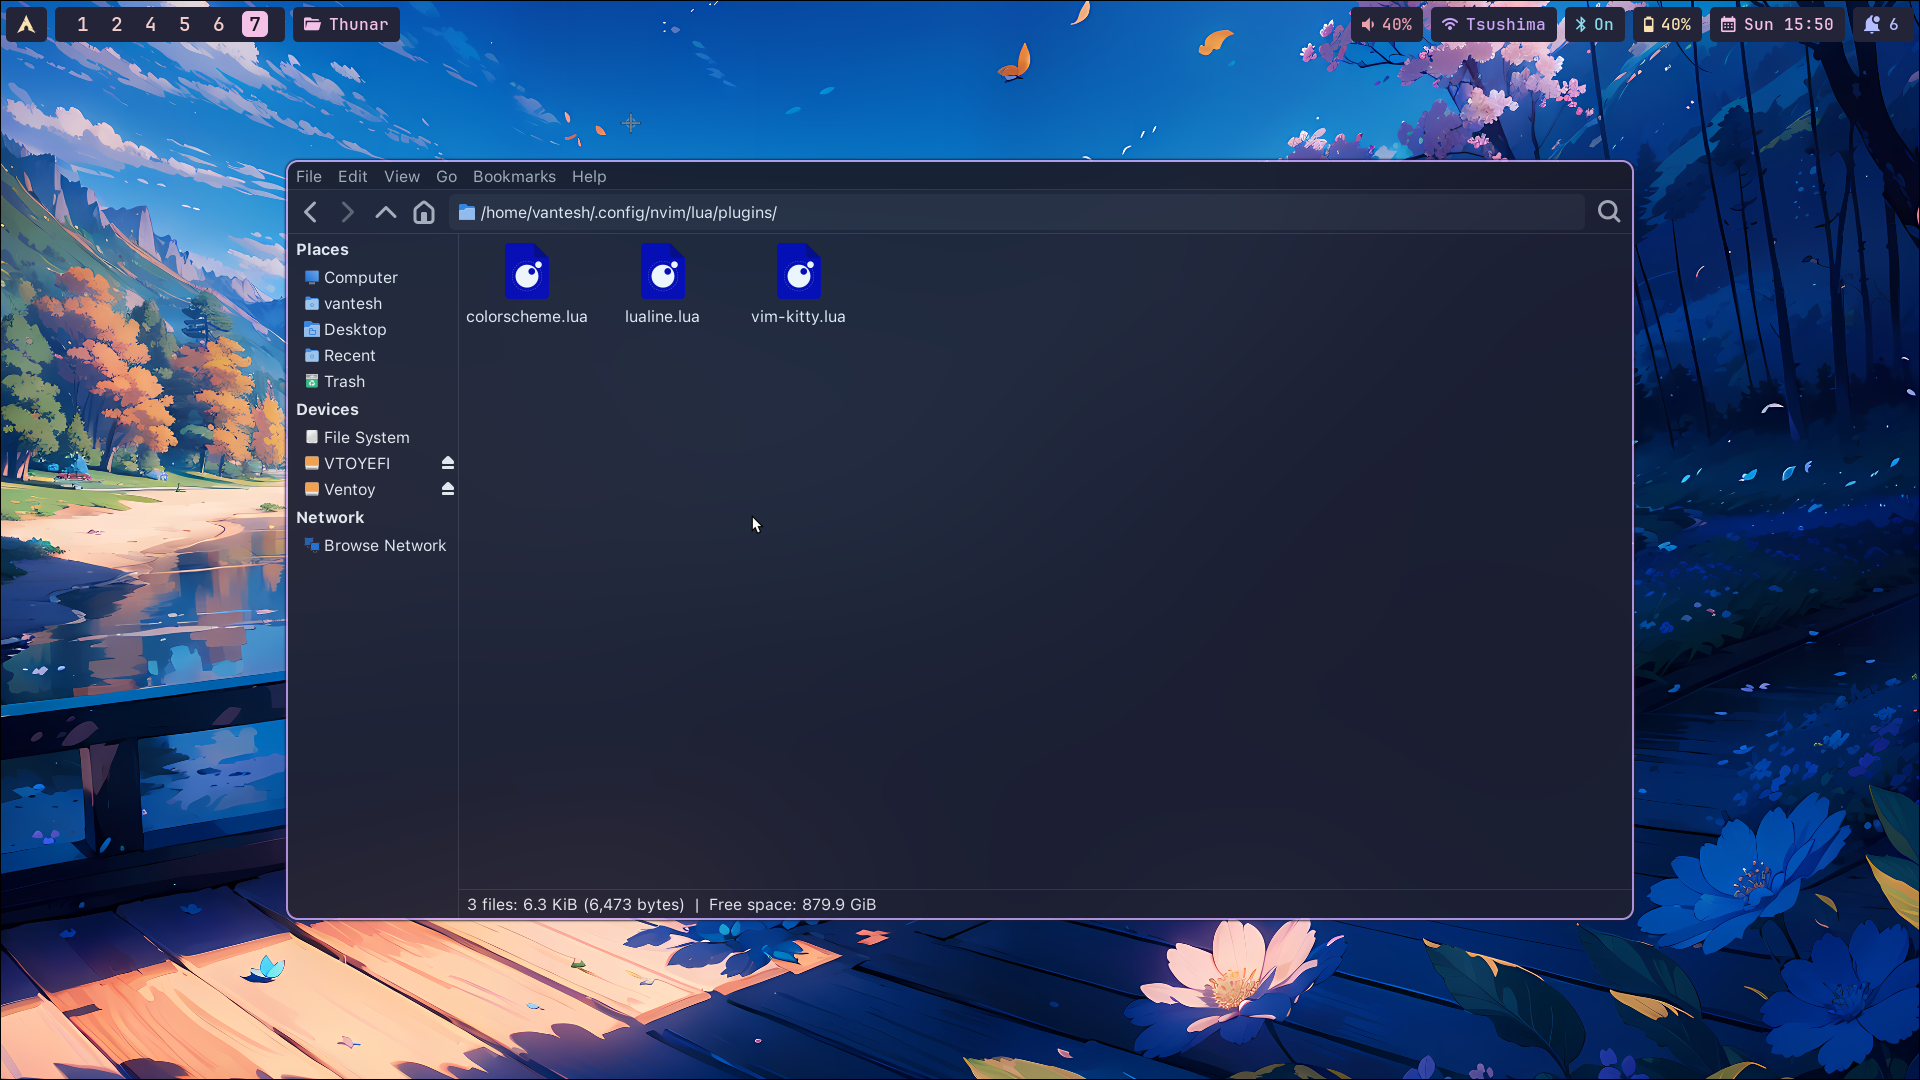 1 2 4 5 6 7 Thunar 40% Tsushima On 40% Sun 15:50 6
File Edit View Go Bookmarks Help
/home/vantesh/.config/nvim/lua/plugins/
Places
Computer
vantesh
Desktop
Recent
Trash
Devices
File System
VTOYEFI
Ventoy
Network
Browse Network
colorscheme.lua lualine.lua vim-kitty.lua
3 files: 6.3 KiB (6,473 bytes) | Free space: 879.9 GiB